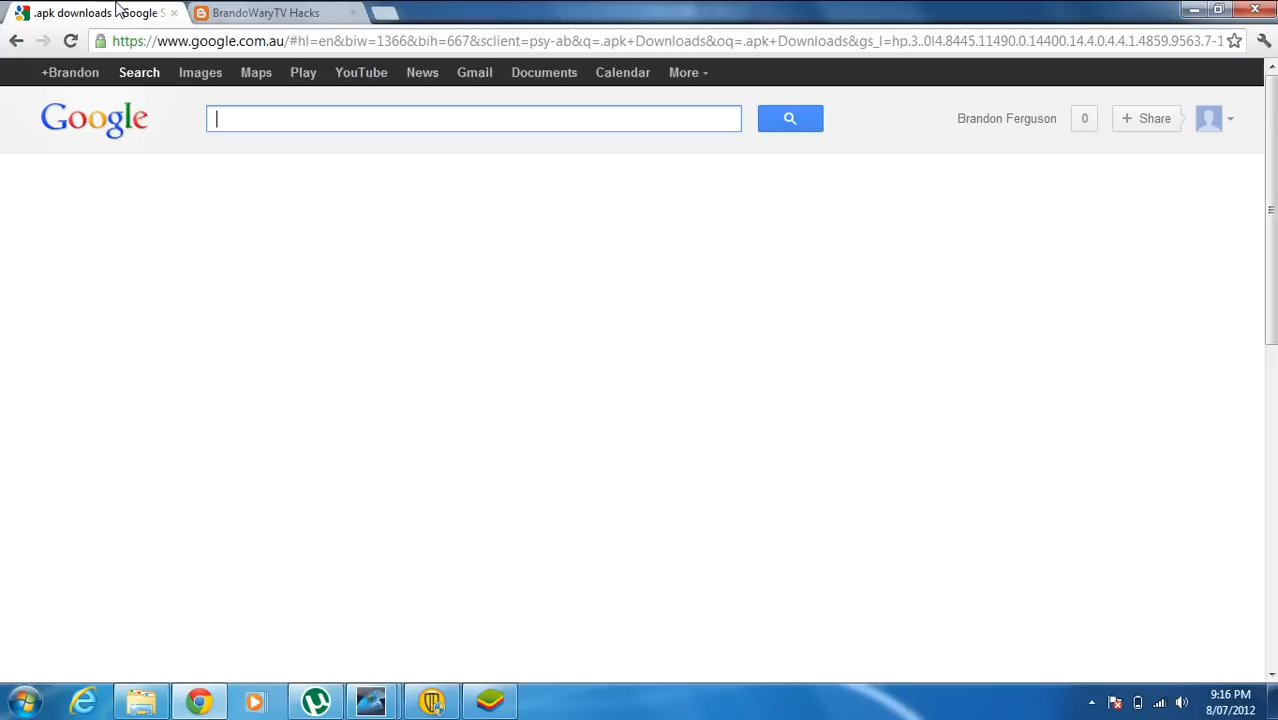 .apk downloads - Google S
BrandoWaryTV Hacks
https://www.google.com.au/#hl=en&biw=1366&bih=667&sclient=psy-ab&q=.apk+Downloads&oq=.apk+Downloads&gs_l=hp.3..0l4.8445.11490.0.14400.14.4.0.4.4.1.4859.9563.7-1
+Brandon Search Images Maps Play YouTube News Gmail Documents Calendar More
Google
Brandon Ferguson 0 + Share
9:16 PM
8/07/2012